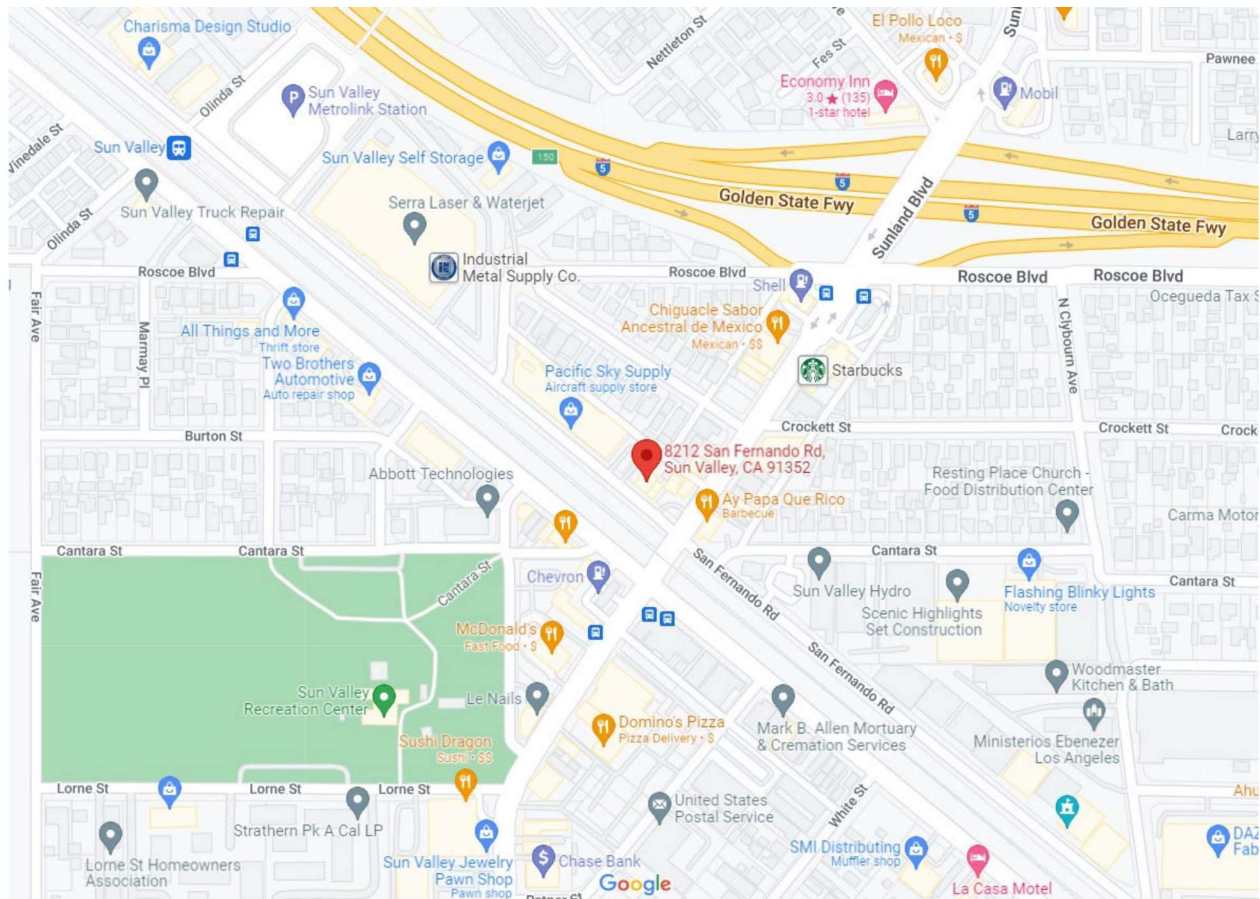 Charisma Design Studio
Olinda St
Nettleton St
Fes St
El Pollo Loco
Mexican • $
Pawnee
Economy Inn
3.0 ★ (135)
1-star hotel
Mobil
Sun Valley
Metrolink Station
Vinedale St
Sun Valley
Larry
Sun Valley Self Storage
150
5
5
5
Golden State Fwy
Golden State Fwy
Sunland Blvd
Sun Valley Truck Repair
Serra Laser & Waterjet
Olinda St
Industrial
Metal Supply Co.
Roscoe Blvd
Roscoe Blvd
Roscoe Blvd
Roscoe Blvd
Shell
Fair Ave
Marmay Pl
All Things and More
Thrift store
Chiguacle Sabor
Ancestral de Mexico
Mexican • $$
N Clybourn Ave
Ocegueda Tax S
Two Brothers
Automotive
Auto repair shop
Pacific Sky Supply
Aircraft supply store
Starbucks
Burton St
Crockett St
Crockett St
Crock
8212 San Fernando Rd,
Sun Valley, CA 91352
Abbott Technologies
Ay Papa Que Rico
Barbecue
Resting Place Church -
Food Distribution Center
Carma Motor
Cantara St
Cantara St
Cantara St
Cantara St
Cantara St
Fair Ave
Chevron
San Fernando Rd
Sun Valley Hydro
Flashing Blinky Lights
Novelty store
Scenic Highlights
Set Construction
McDonald's
Fast Food • $
San Fernando Rd
Woodmaster
Kitchen & Bath
Sun Valley
Recreation Center
Le Nails
Domino's Pizza
Pizza Delivery • $
Mark B. Allen Mortuary
& Cremation Services
Ministerios Ebenezer
Los Angeles
Sushi Dragon
Sushi • $$
Lorne St
Lorne St
Lorne St
Ahu
Strathern Pk A Cal LP
United States
Postal Service
White St
Lorne St Homeowners
Association
Sun Valley Jewelry
Pawn Shop
Pawn shop
Chase Bank
SMI Distributing
Muffler shop
DAZ
Fab
Google
La Casa Motel